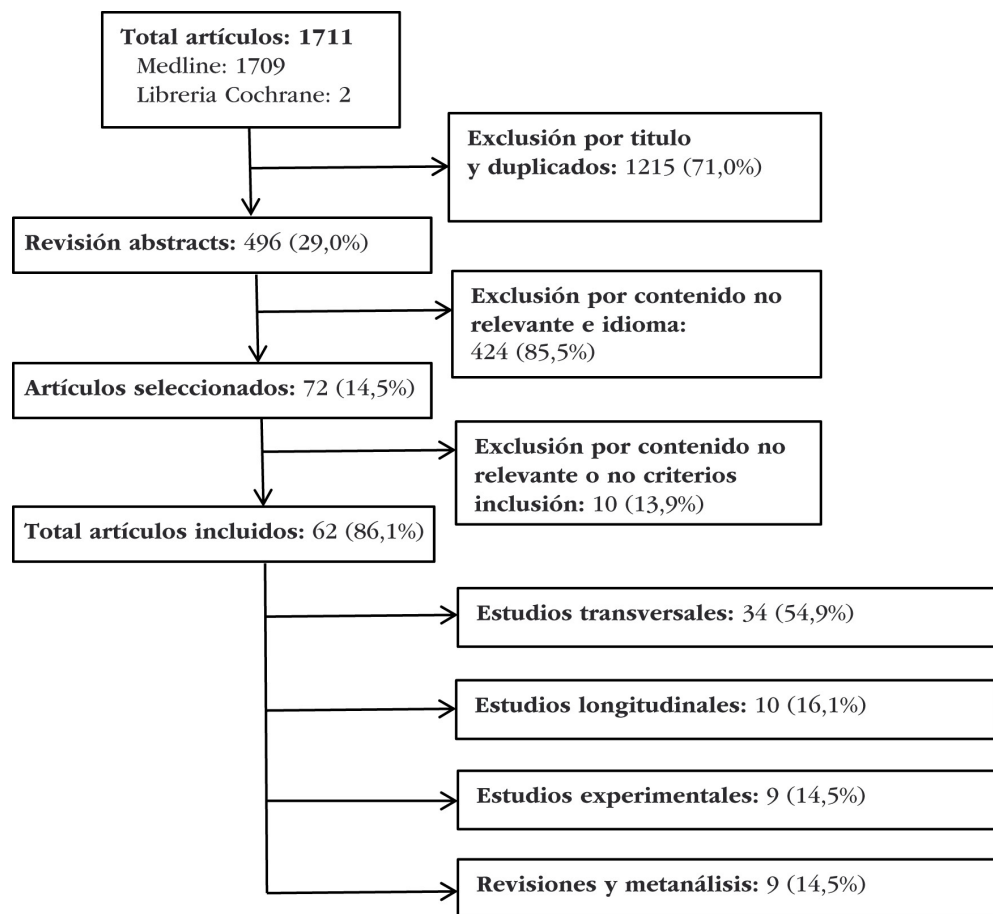 Total artículos: 1711
Medline: 1709
Libreria Cochrane: 2
Exclusión por titulo
y duplicados: 1215 (71,0%)
Revisión abstracts: 496 (29,0%)
Exclusión por contenido no
relevante e idioma:
424 (85,5%)
Artículos seleccionados: 72 (14,5%)
Exclusión por contenido no
relevante o no criterios
inclusión: 10 (13,9%)
Total artículos incluidos: 62 (86,1%)
Estudios transversales: 34 (54,9%)
Estudios longitudinales: 10 (16,1%)
Estudios experimentales: 9 (14,5%)
Revisiones y metanálisis: 9 (14,5%)